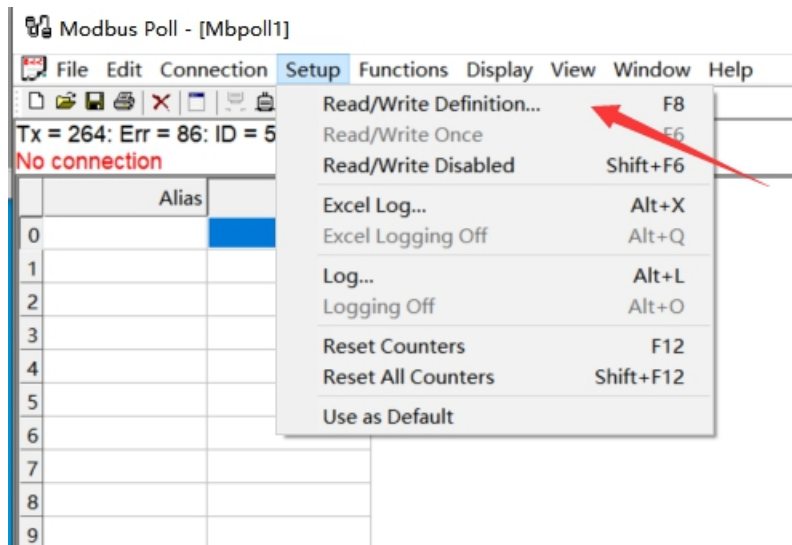 Modbus Poll - [Mbpoll1]
File Edit Connection Setup Functions Display View Window Help
Tx = 264: Err = 86: ID = 5
No connection
Alias
0
1
2
3
4
5
6
7
8
9
Read/Write Definition... F8
Read/Write Once F6
Read/Write Disabled Shift+F6
Excel Log... Alt+X
Excel Logging Off Alt+Q
Log... Alt+L
Logging Off Alt+O
Reset Counters F12
Reset All Counters Shift+F12
Use as Default